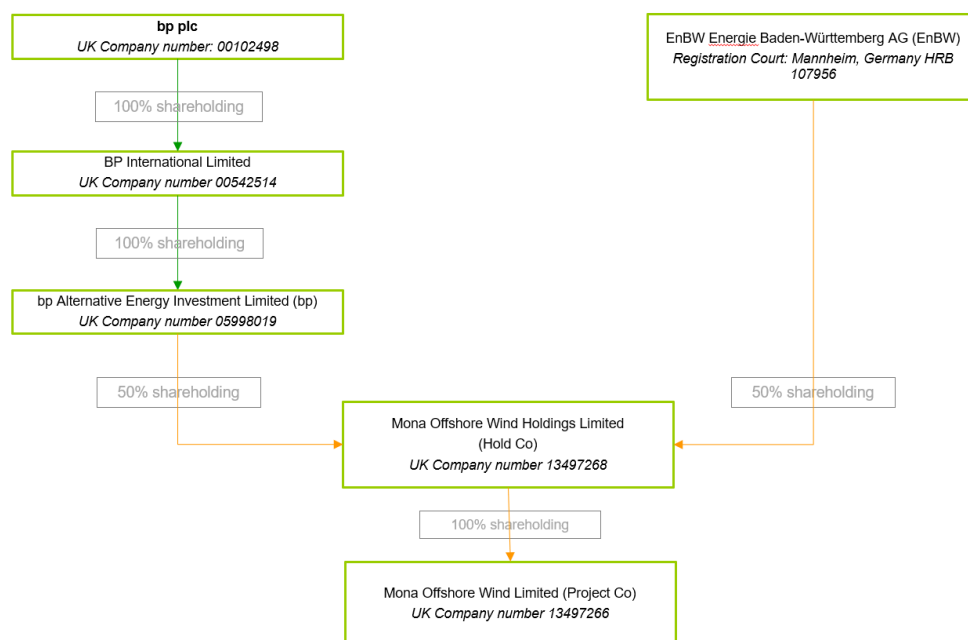 bp plc
UK Company number: 00102498
EnBW Energie Baden-Württemberg AG (EnBW)
Registration Court: Mannheim, Germany HRB
107956
100% shareholding
BP International Limited
UK Company number 00542514
100% shareholding
bp Alternative Energy Investment Limited (bp)
UK Company number 05998019
50% shareholding
50% shareholding
Mona Offshore Wind Holdings Limited
(Hold Co)
UK Company number 13497268
100% shareholding
Mona Offshore Wind Limited (Project Co)
UK Company number 13497266